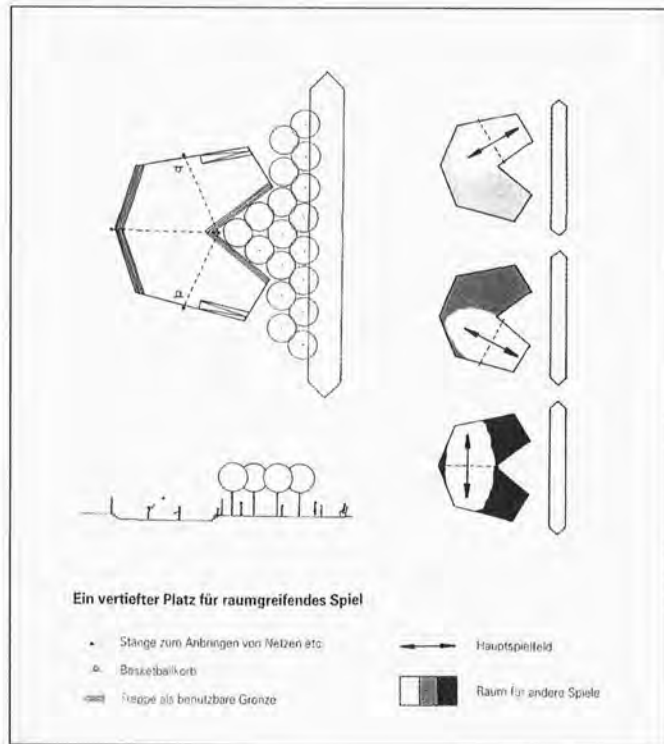 Ein vertiefter Platz für raumgreifendes Spiel
Stange zum Anbringen von Netzen etc
Basketballkorb
Treppe als benutzbare Grenze
Hauptspielfeld
Raum für andere Spiele